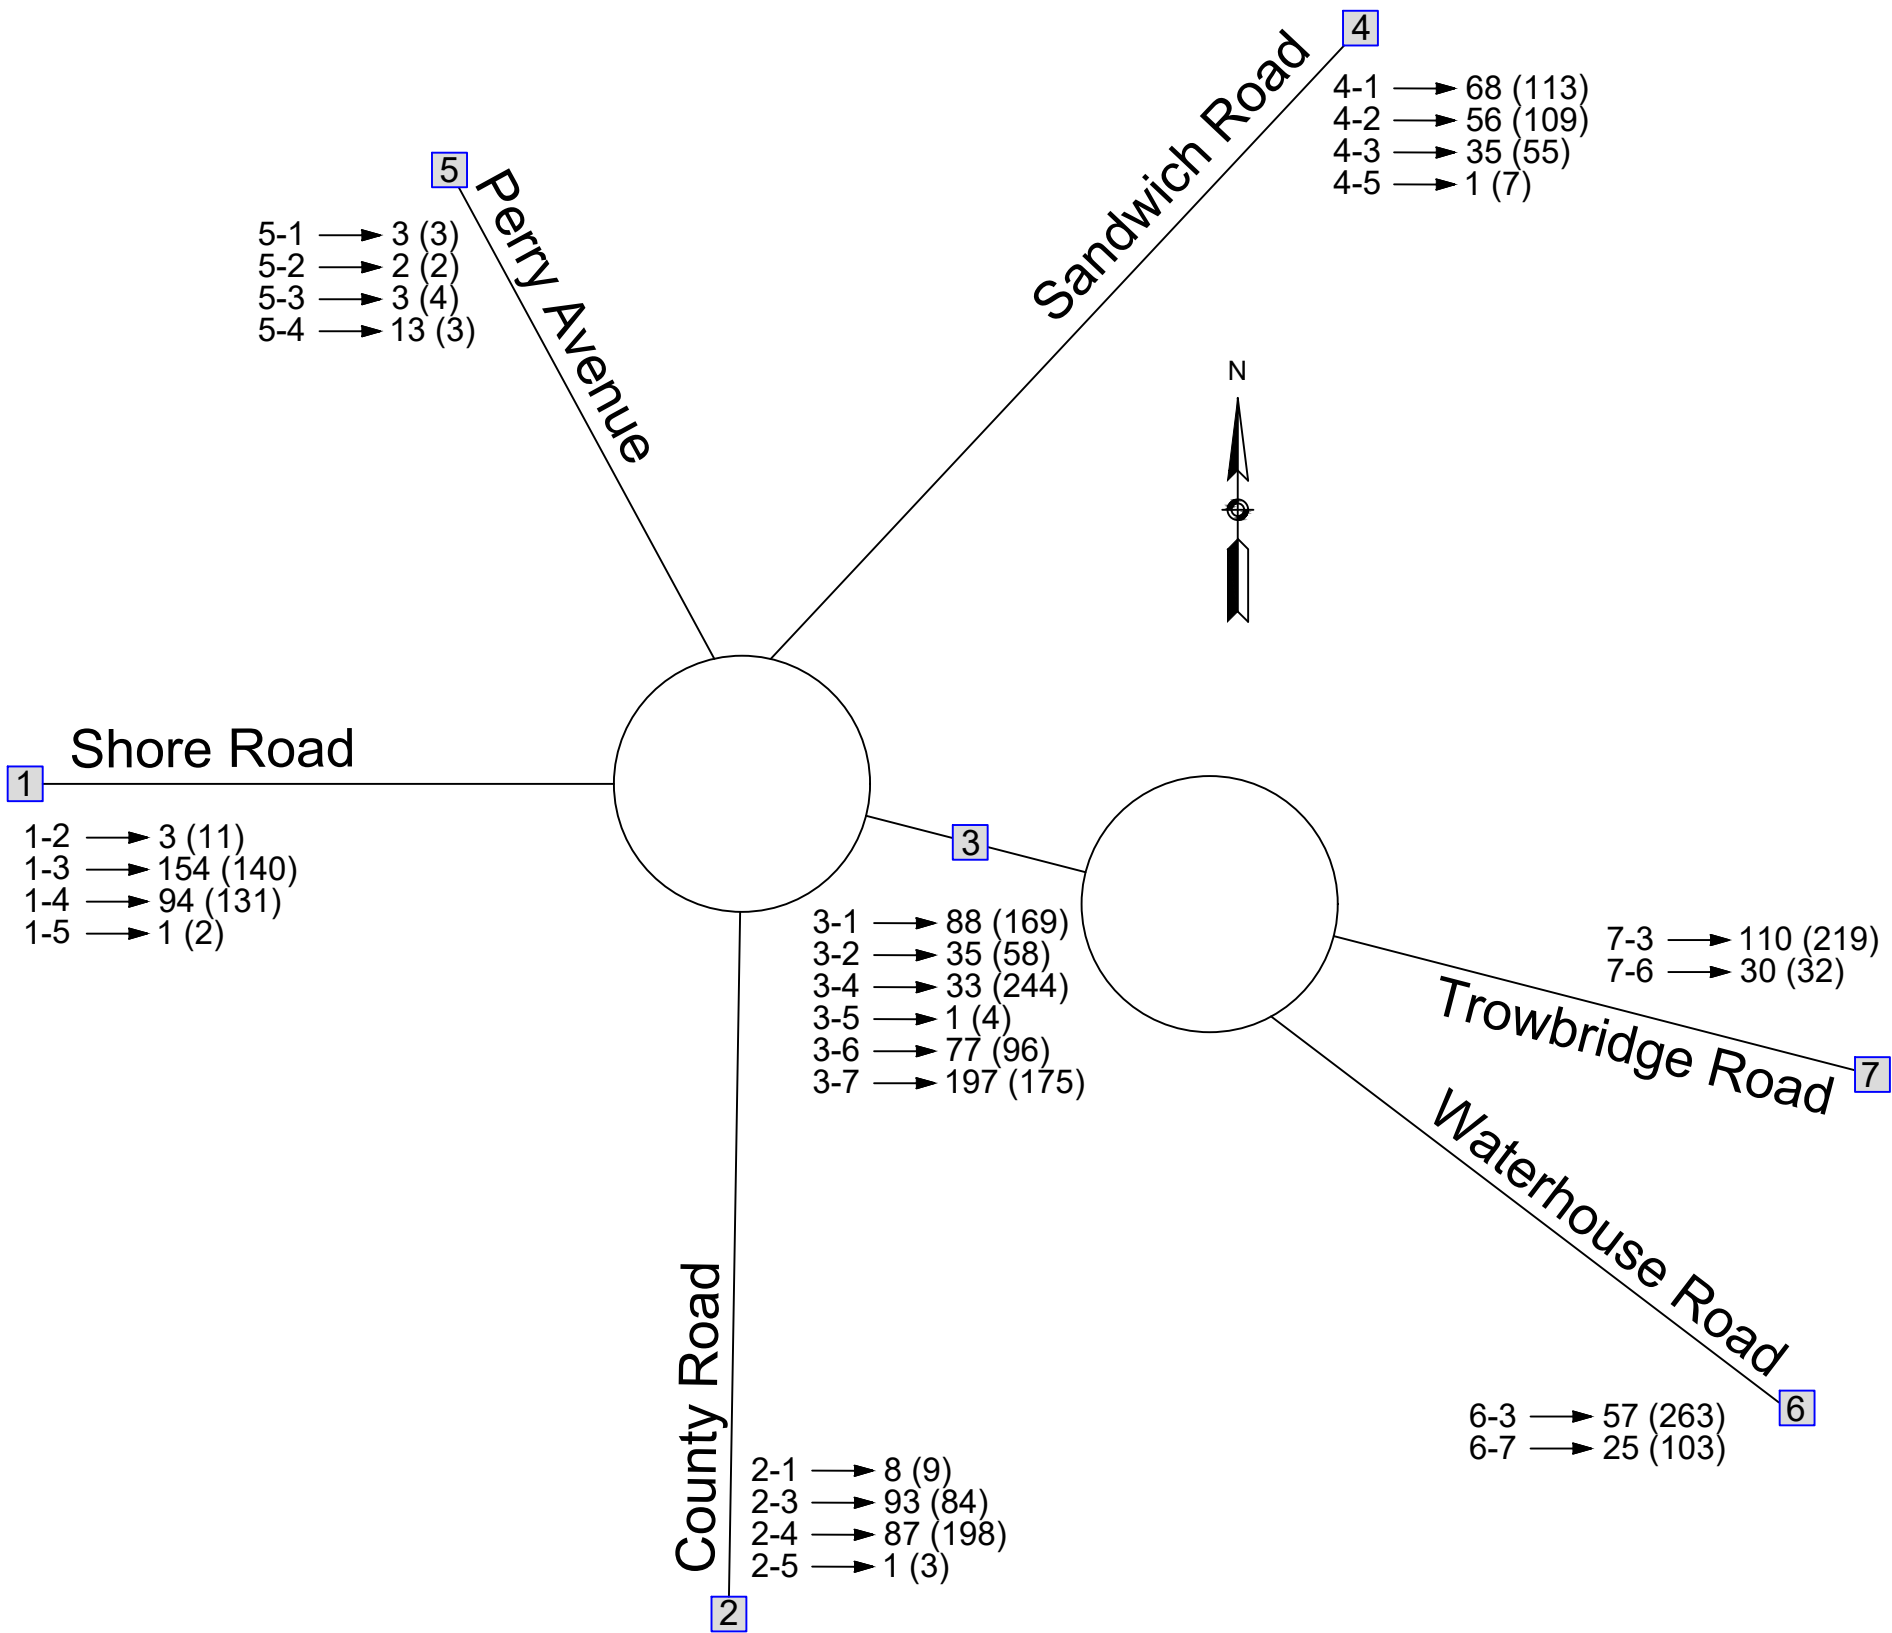 4
4-1 68 (113)
4-2 56 (109)
4-3 35 (55)
4-5 1 (7)
Sandwich Road
5
Perry Avenue
5-1 3 (3)
5-2 2 (2)
5-3 3 (4)
5-4 13 (3)
N
Shore Road
1
1-2 3 (11)
1-3 154 (140)
1-4 94 (131)
1-5 1 (2)
3
3-1 88 (169)
3-2 35 (58)
3-4 33 (244)
3-5 1 (4)
3-6 77 (96)
3-7 197 (175)
7-3 110 (219)
7-6 30 (32)
Trowbridge Road
7
Waterhouse Road
6
6-3 57 (263)
6-7 25 (103)
County Road
2-1 8 (9)
2-3 93 (84)
2-4 87 (198)
2-5 1 (3)
2